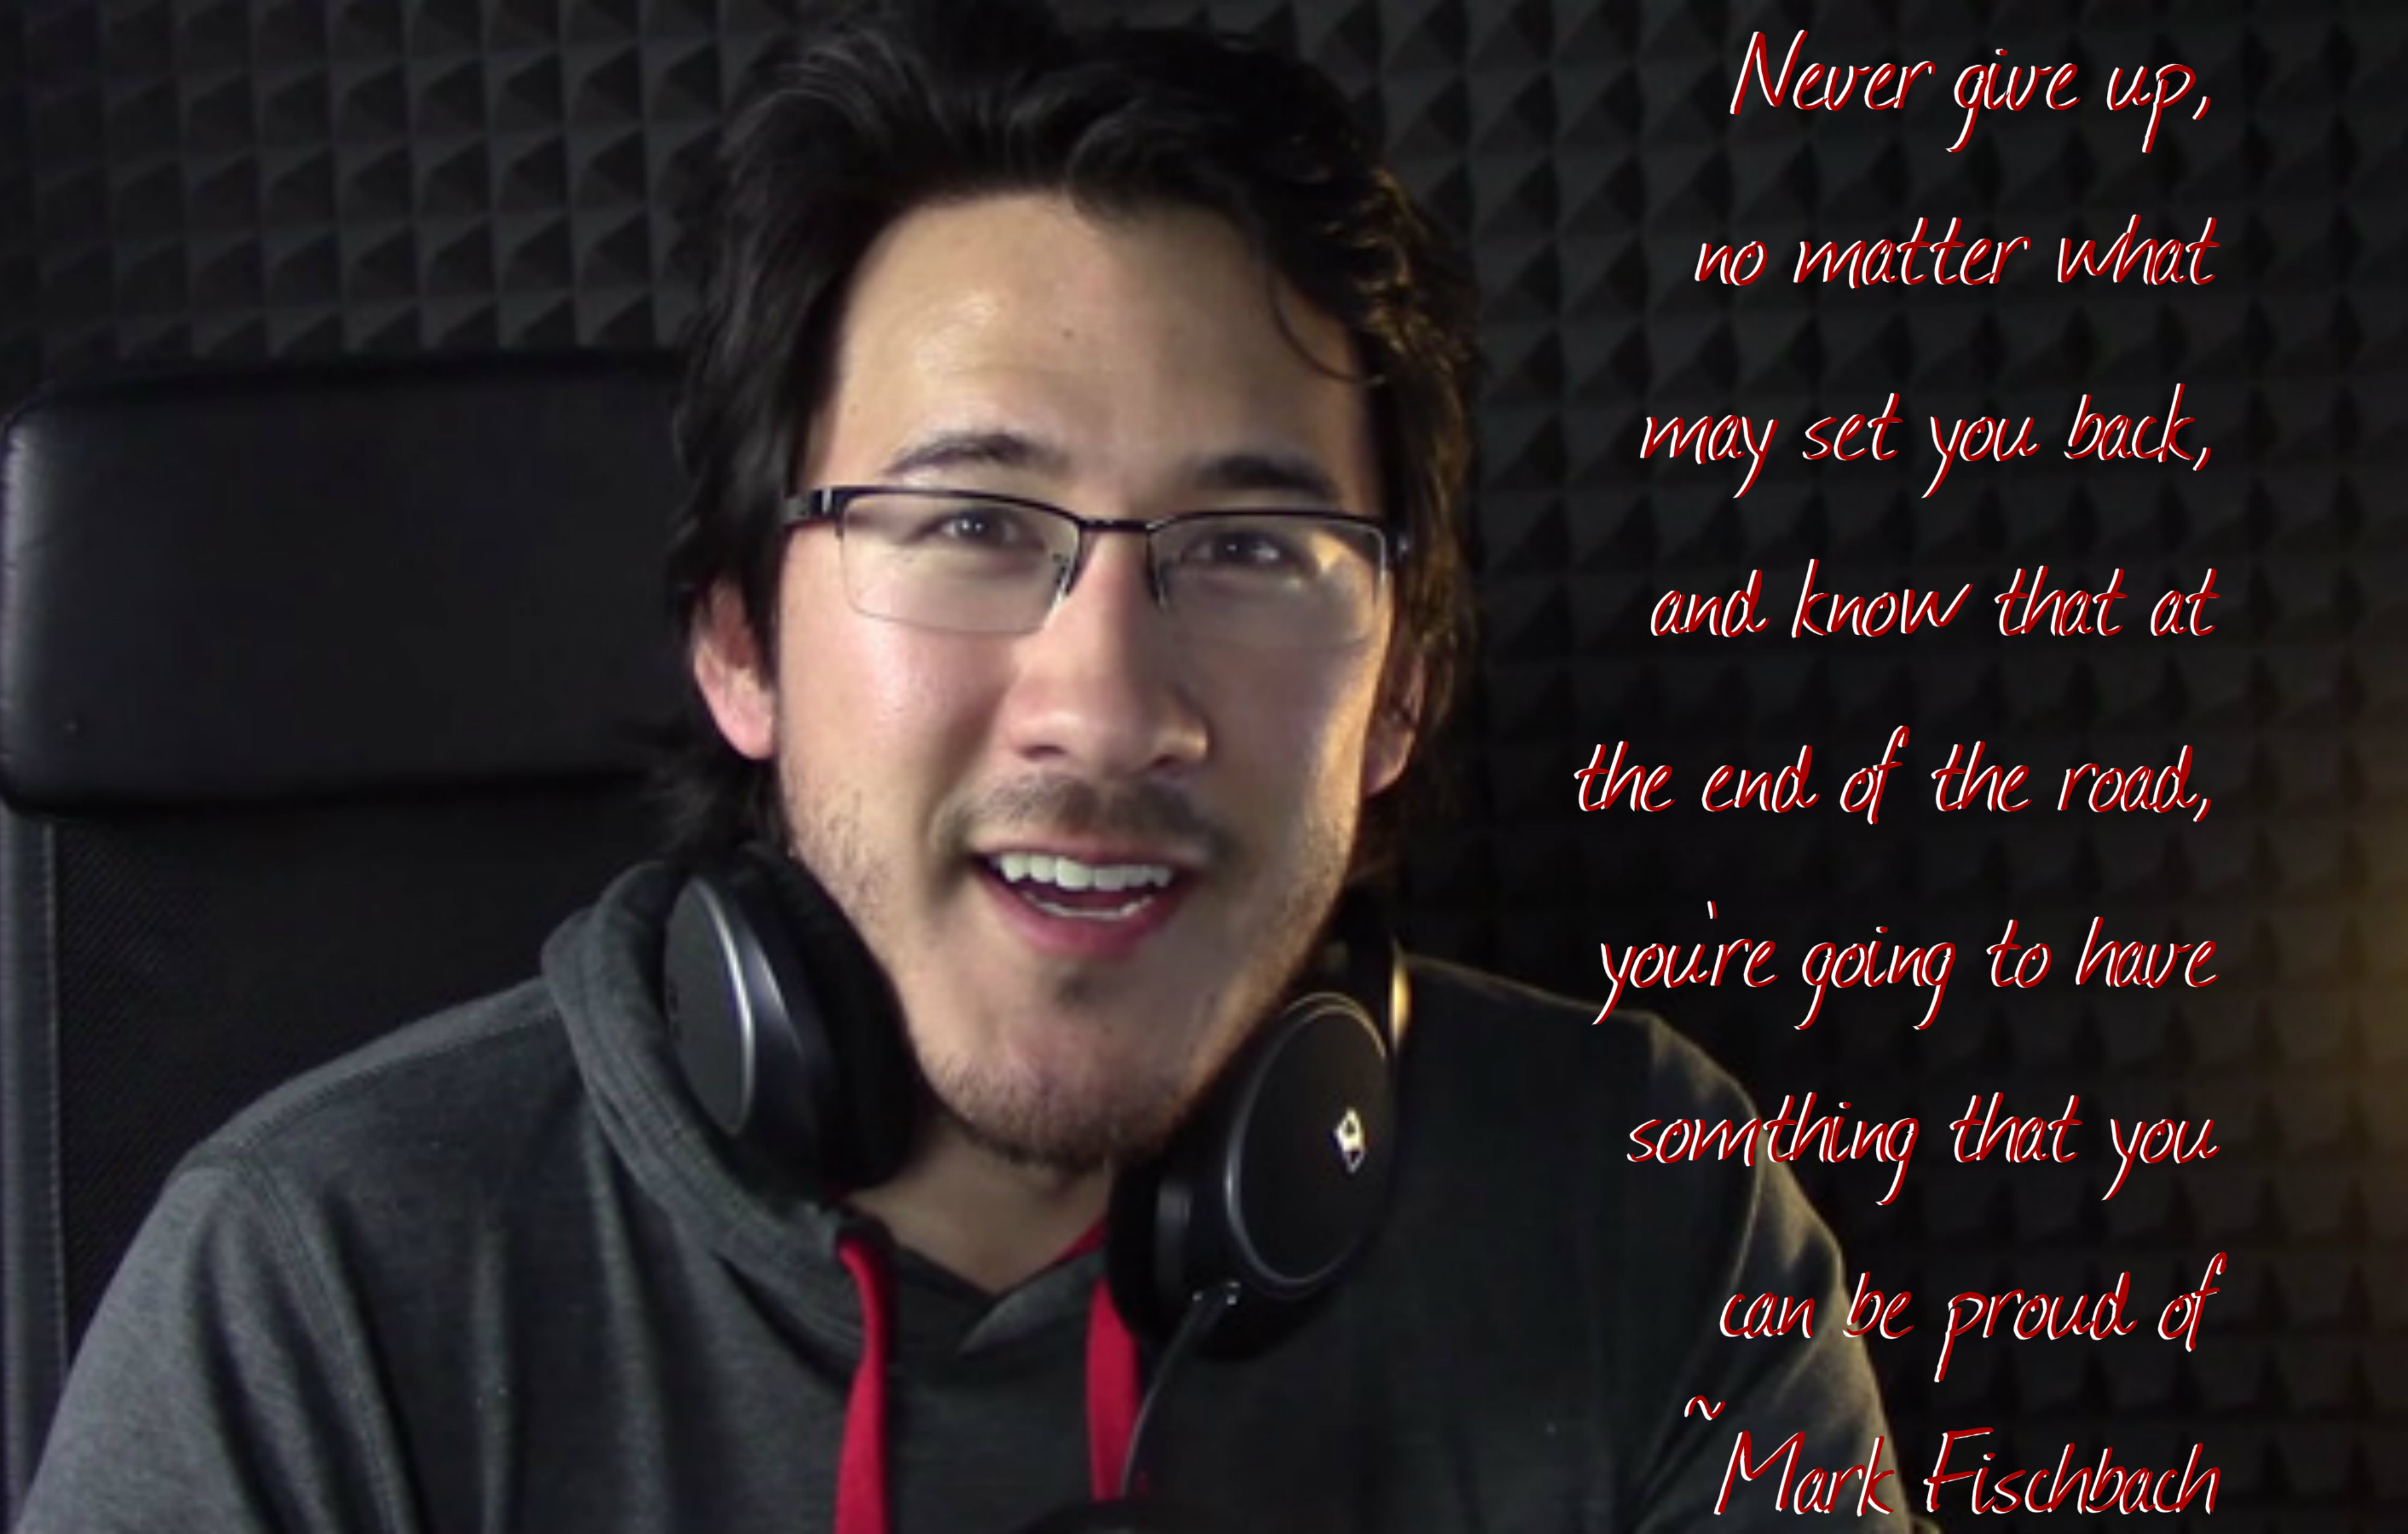 Never give up,
no matter what
may set you back,
and know that at
the end of the road,
you're going to have
somthing that you
can be proud of
~
Mark Fischbach